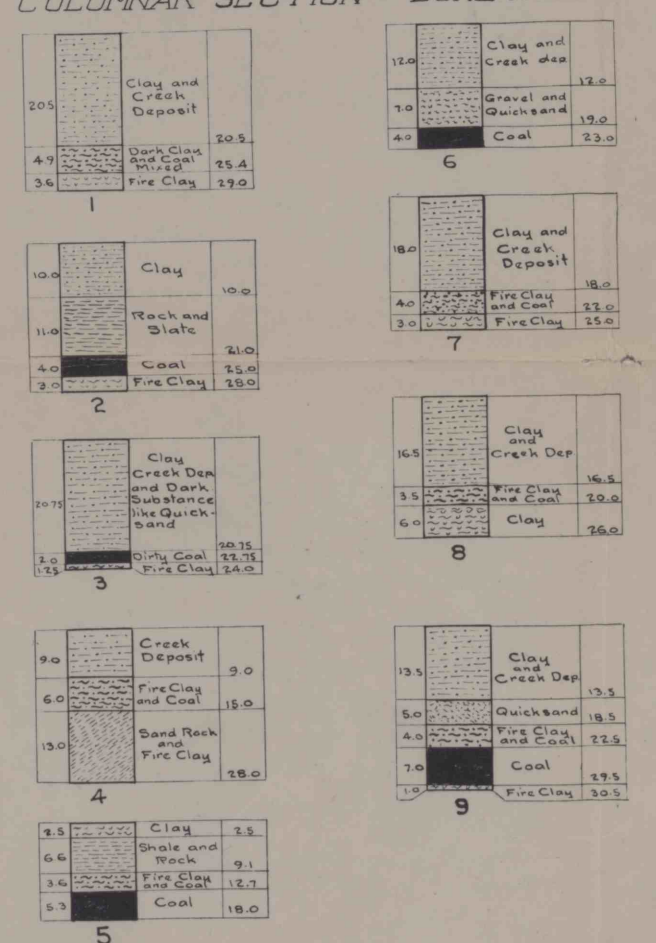 COLUMNAR SECTION
20.5 Clay and
Creek
Deposit 20.5
4.9 Dark Clay
and Coal
Mixed 25.4
3.6 Fire Clay 29.0
1
10.0 Clay 10.0
11.0 Rock and
Slate 21.0
4.0 Coal 25.0
3.0 Fire Clay 28.0
2
20.75 Clay
Creek Dep
and Dark
Substance
like Quick-
sand 20.75
2.0 Dirty Coal 22.75
1.25 Fire Clay 24.0
3
9.0 Creek
Deposit 9.0
6.0 Fire Clay
and Coal 15.0
13.0 Sand Rock
and
Fire Clay 28.0
4
2.5 Clay 2.5
6.6 Shale and
Rock 9.1
3.6 Fire Clay
and Coal 12.7
5.3 Coal 18.0
5
12.0 Clay and
Creek dep 12.0
7.0 Gravel and
Quicksand 19.0
4.0 Coal 23.0
6
18.0 Clay and
Creek
Deposit 18.0
4.0 Fire Clay
and Coal 22.0
3.0 Fire Clay 25.0
7
16.5 Clay
and
Creek Dep 16.5
3.5 Fire Clay
and Coal 20.0
6.0 Clay 26.0
8
13.5 Clay
and
Creek Dep 13.5
5.0 Quicksand 18.5
4.0 Fire Clay
and Coal 22.5
7.0 Coal 29.5
1.0 Fire Clay 30.5
9